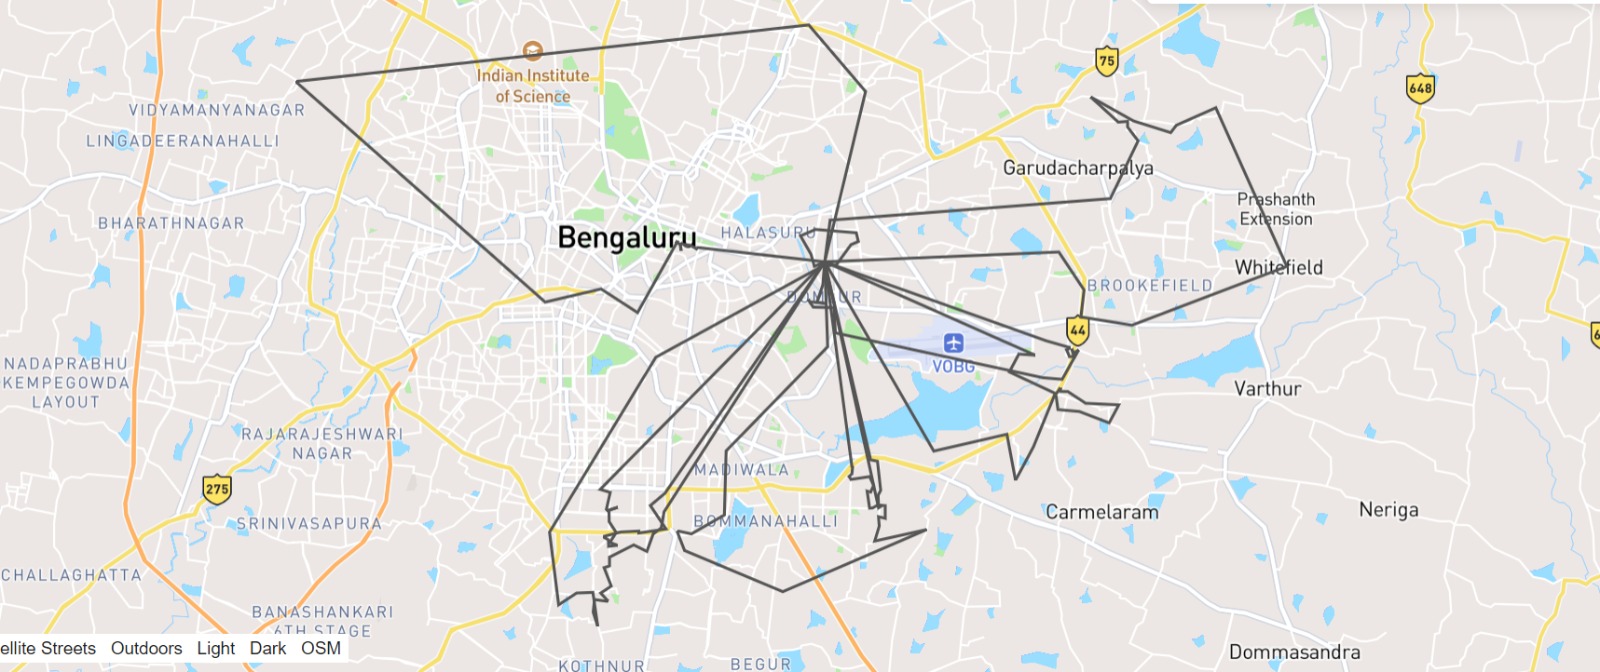 75
648
Indian Institute
of Science
VIDYAMANYANAGAR
LINGADEERANAHALLI
Garudacharpalya
Prashanth
Extension
BHARATHNAGAR
Bengaluru
HALASURU
Whitefield
BROOKEFIELD
44
VOBG
6
NADAPRABHU
KEMPEGOWDA
LAYOUT
Varthur
RAJARAJESHWARI
NAGAR
MADIWALA
275
SRINIVASAPURA
BOMMANAHALLI
Carmelaram
Neriga
CHALLAGHATTA
BANASHANKARI
6TH STAGE
ellite Streets Outdoors Light Dark OSM
KOTHNUR
BEGUR
Dommasandra